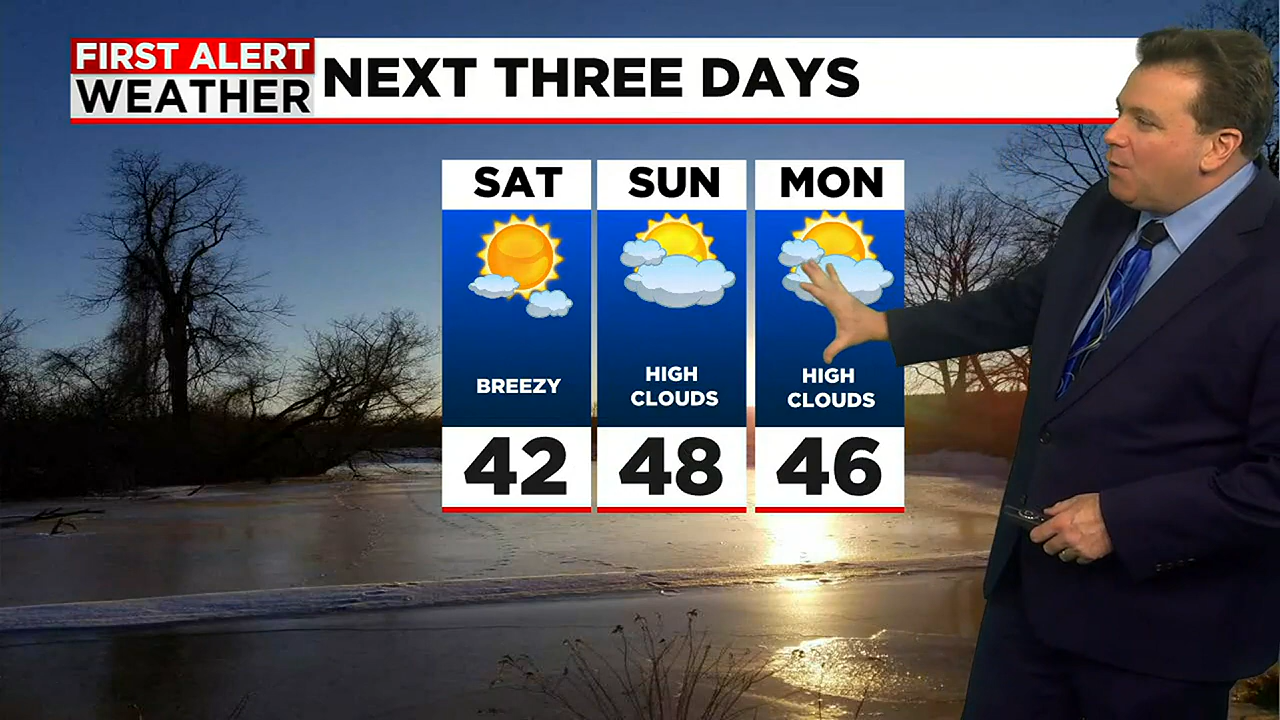 FIRST ALERT
WEATHER
NEXT THREE DAYS
SAT
SUN
MON
BREEZY
HIGH
CLOUDS
HIGH
CLOUDS
42
48
46